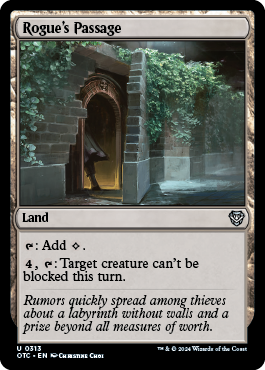 Rogue's Passage
Land
: Add .
4, : Target creature can't be
blocked this turn.
Rumors quickly spread among thieves
about a labyrinth without walls and a
prize beyond all measures of worth.
U 0313
OTC • EN Christine Choi
™ & © 2024 Wizards of the Coast